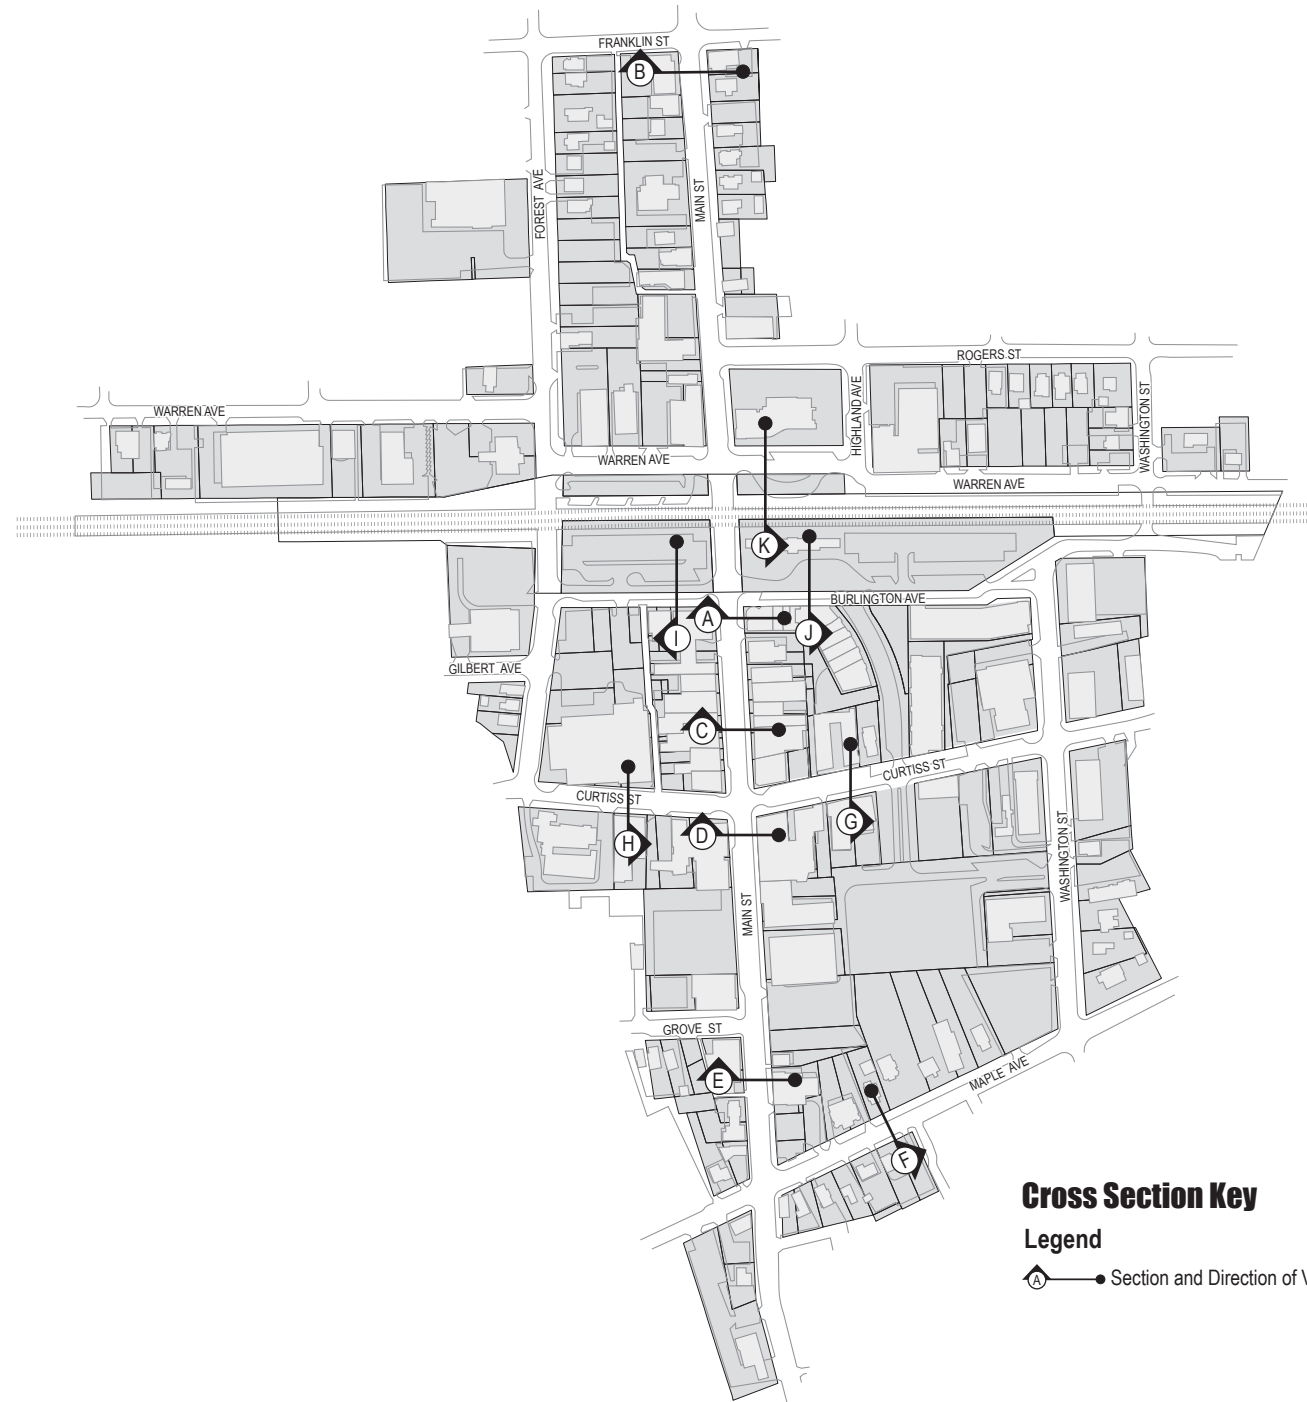 FRANKLIN ST
B
FOREST AVE
MAIN ST
ROGERS ST
HIGHLAND AVE
WASHINGTON ST
WARREN AVE
WARREN AVE
WARREN AVE
K
BURLINGTON AVE
A
I
J
GILBERT AVE
C
CURTISS ST
CURTISS ST
G
D
H
WASHINGTON ST
MAIN ST
GROVE ST
E
MAPLE AVE
F
Cross Section Key
Legend
A Section and Direction of V